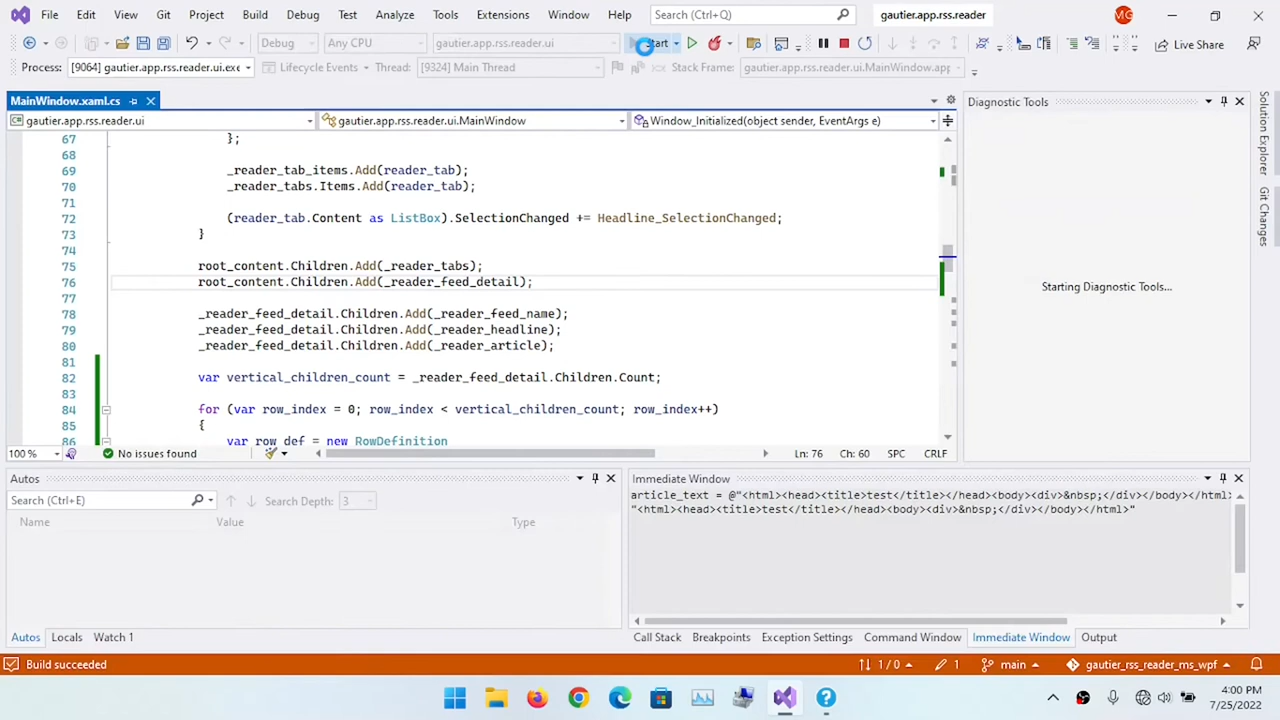 File Edit View Git Project Build Debug Test Analyze Tools Extensions Window Help Search (Ctrl+Q) gautier.app.rss.reader MG
Debug Any CPU gautier.app.rss.reader.ui Start Live Share
Process: [9064] gautier.app.rss.reader.ui.exe Lifecycle Events Thread: [9324] Main Thread Stack Frame: gautier.app.rss.reader.ui.MainWindow.app
MainWindow.xaml.cs
Diagnostic Tools
gautier.app.rss.reader.ui gautier.app.rss.reader.ui.MainWindow Window_Initialized(object sender, EventArgs e)
67 };
68
69 _reader_tab_items.Add(reader_tab);
70 _reader_tabs.Items.Add(reader_tab);
71
72 (reader_tab.Content as ListBox).SelectionChanged += Headline_SelectionChanged;
73 }
74
75 root_content.Children.Add(_reader_tabs);
76 root_content.Children.Add(_reader_feed_detail);
77
78 _reader_feed_detail.Children.Add(_reader_feed_name);
79 _reader_feed_detail.Children.Add(_reader_headline);
80 _reader_feed_detail.Children.Add(_reader_article);
81
82 var vertical_children_count = _reader_feed_detail.Children.Count;
83
84 for (var row_index = 0; row_index < vertical_children_count; row_index++)
85 {
86 var row_def = new RowDefinition
Starting Diagnostic Tools...
Solution Explorer
Git Changes
100 % No issues found Ln: 76 Ch: 60 SPC CRLF
Autos
Search (Ctrl+E) Search Depth: 3
Name Value Type
Autos Locals Watch 1
Immediate Window
article_text = @"<html><head><title>test</title></head><body><div>&nbsp;</div></body></html>
"<html><head><title>test</title></head><body><div>&nbsp;</div></body></html>"
Call Stack Breakpoints Exception Settings Command Window Immediate Window Output
Build succeeded 1 / 0 1 main gautier_rss_reader_ms_wpf
4:00 PM
7/25/2022